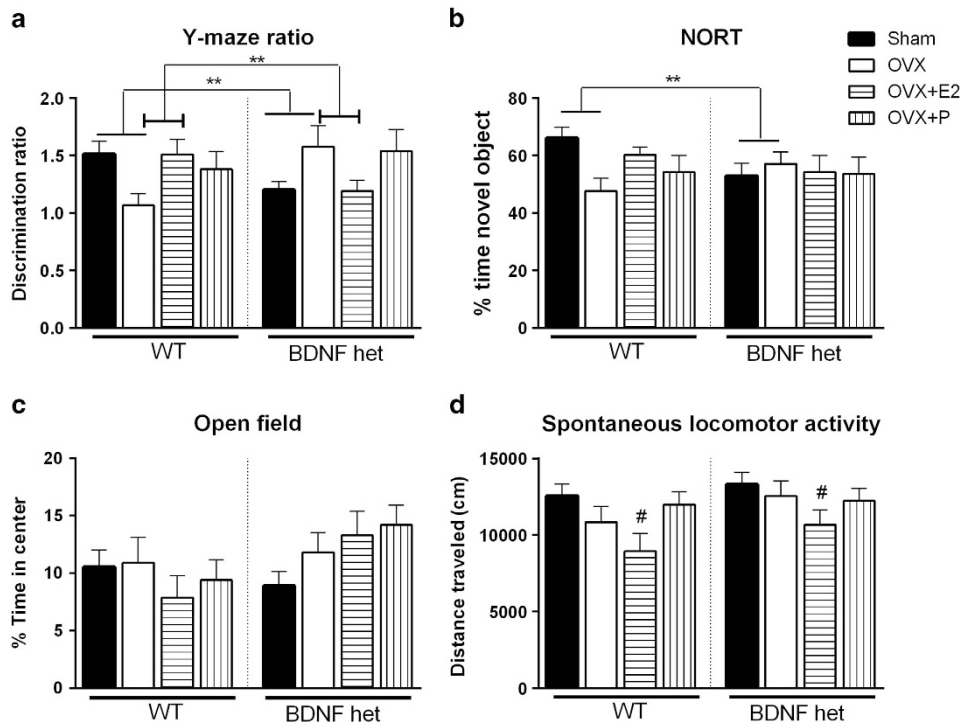 a
Y-maze ratio
**
**
Discrimination ratio
2.0
1.5
1.0
0.5
0.0
WT
BDNF het
b
NORT
**
% time novel object
80
60
40
20
0
WT
BDNF het
Sham
OVX
OVX+E2
OVX+P
c
Open field
% Time in center
20
15
10
5
0
WT
BDNF het
d
Spontaneous locomotor activity
Distance traveled (cm)
15000
10000
5000
0
#
#
WT
BDNF het